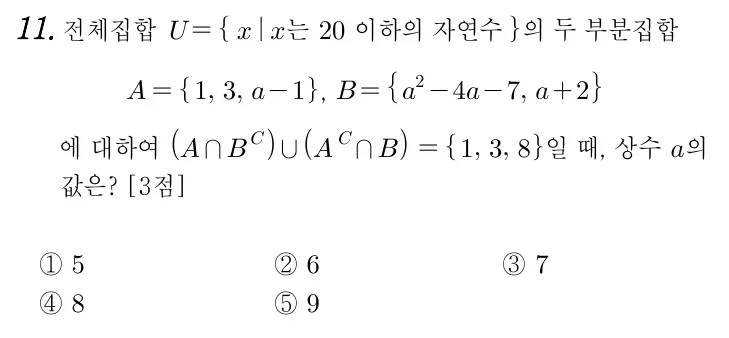 11. 전체집합 U={ x | x는 20 이하의 자연수 }의 두 부분집합
A={1, 3, a−1}, B={a²−4a−7, a+2}
에 대하여 (A∩Bᶜ)∪(Aᶜ∩B) ={1, 3, 8}일 때, 상수 a의
값은? [3점]
① 5 ② 6 ③ 7
④ 8 ⑤ 9